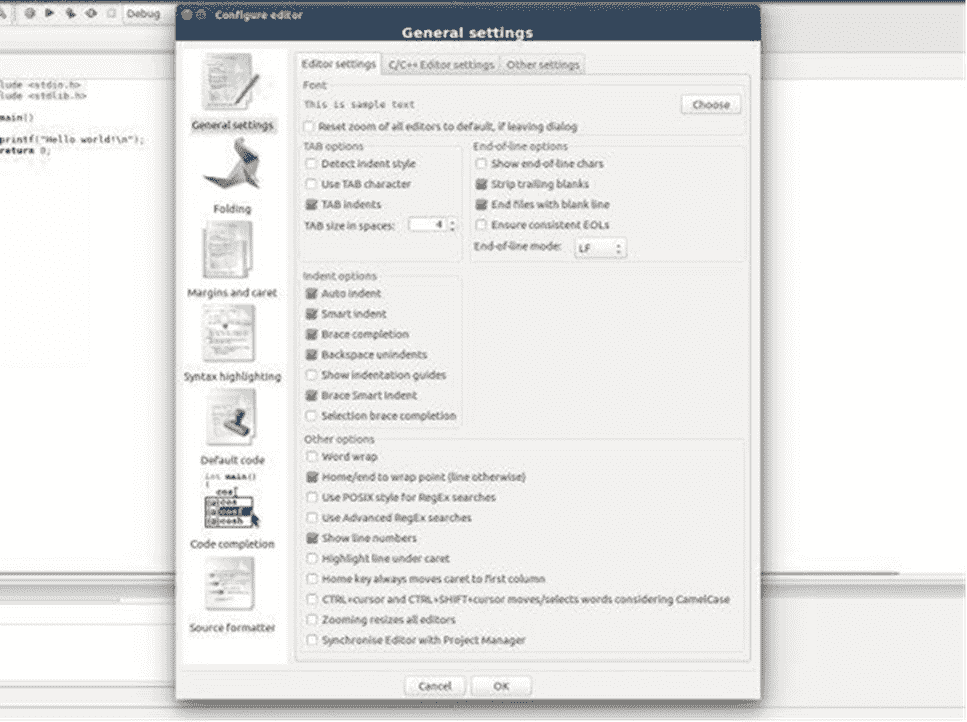 Debug
Configure editor
General settings
lude <stdio.h>
lude <stdlib.h>
main()
printf("Hello world!\n");
return 0;
General settings
Folding
Margins and caret
Syntax highlighting
Default code
int main()
{
cos
cos
cosf
cosh
Code completion
Source formatter
Editor settings
C/C++ Editor settings
Other settings
Font
This is sample text
Choose
Reset zoom of all editors to default, if leaving dialog
TAB options
Detect indent style
Use TAB character
TAB indents
TAB size in spaces: 4
End-of-line options
Show end-of-line chars
Strip trailing blanks
End files with blank line
Ensure consistent EOLs
End-of-line mode: LF
Indent options
Auto indent
Smart indent
Brace completion
Backspace unindents
Show indentation guides
Brace Smart Indent
Selection brace completion
Other options
Word wrap
Home/end to wrap point (line otherwise)
Use POSIX style for RegEx searches
Use Advanced RegEx searches
Show line numbers
Highlight line under caret
Home key always moves caret to first column
CTRL+cursor and CTRL+SHIFT+cursor moves/selects words considering CamelCase
Zooming resizes all editors
Synchronise Editor with Project Manager
Cancel
OK